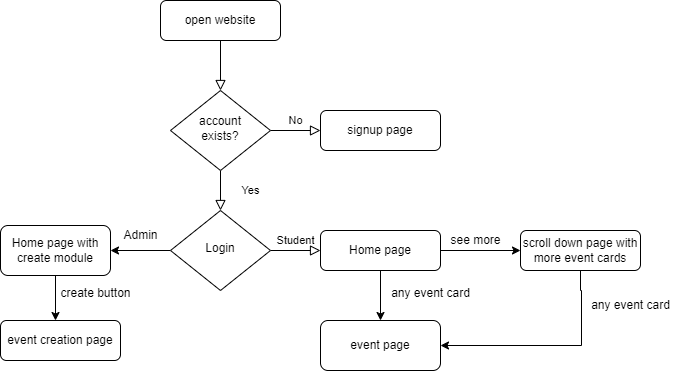 open website
account
exists?
No
signup page
Yes
Admin
Login
Student
Home page with
create module
Home page
see more
scroll down page with
more event cards
create button
any event card
any event card
event creation page
event page